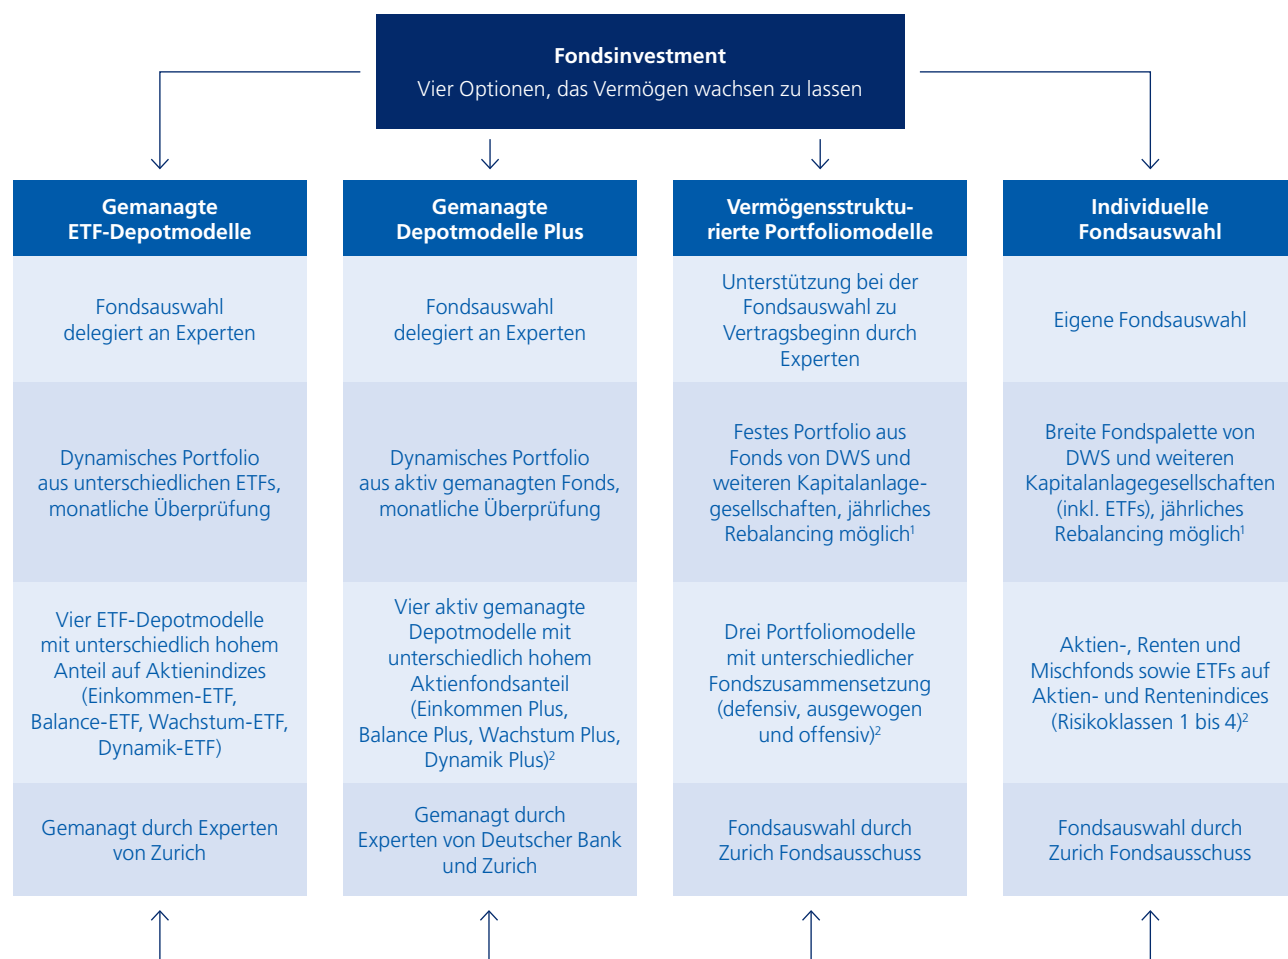 Fondsinvestment
Vier Optionen, das Vermögen wachsen zu lassen
Gemanagte
ETF-Depotmodelle
Fondsauswahl
delegiert an Experten
Dynamisches Portfolio
aus unterschiedlichen ETFs,
monatliche Überprüfung
Vier ETF-Depotmodelle
mit unterschiedlich hohem
Anteil auf Aktienindizes
(Einkommen-ETF,
Balance-ETF, Wachstum-ETF,
Dynamik-ETF)
Gemanagt durch Experten
von Zurich
Gemanagte
Depotmodelle Plus
Fondsauswahl
delegiert an Experten
Dynamisches Portfolio
aus aktiv gemanagten Fonds,
monatliche Überprüfung
Vier aktiv gemanagte
Depotmodelle mit
unterschiedlich hohem
Aktienfondsanteil
(Einkommen Plus,
Balance Plus, Wachstum Plus,
Dynamik Plus)²
Gemanagt durch
Experten von Deutscher Bank
und Zurich
Vermögensstruktu-
rierte Portfoliomodelle
Unterstützung bei der
Fondsauswahl zu
Vertragsbeginn durch
Experten
Festes Portfolio aus
Fonds von DWS und
weiteren Kapitalanlage-
gesellschaften, jährliches
Rebalancing möglich¹
Drei Portfoliomodelle
mit unterschiedlicher
Fondszusammensetzung
(defensiv, ausgewogen
und offensiv)²
Fondsauswahl durch
Zurich Fondsausschuss
Individuelle
Fondsauswahl
Eigene Fondsauswahl
Breite Fondspalette von
DWS und weiteren
Kapitalanlagegesellschaften
(inkl. ETFs), jährliches
Rebalancing möglich¹
Aktien-, Renten und
Mischfonds sowie ETFs auf
Aktien- und Rentenindices
(Risikoklassen 1 bis 4)²
Fondsauswahl durch
Zurich Fondsausschuss